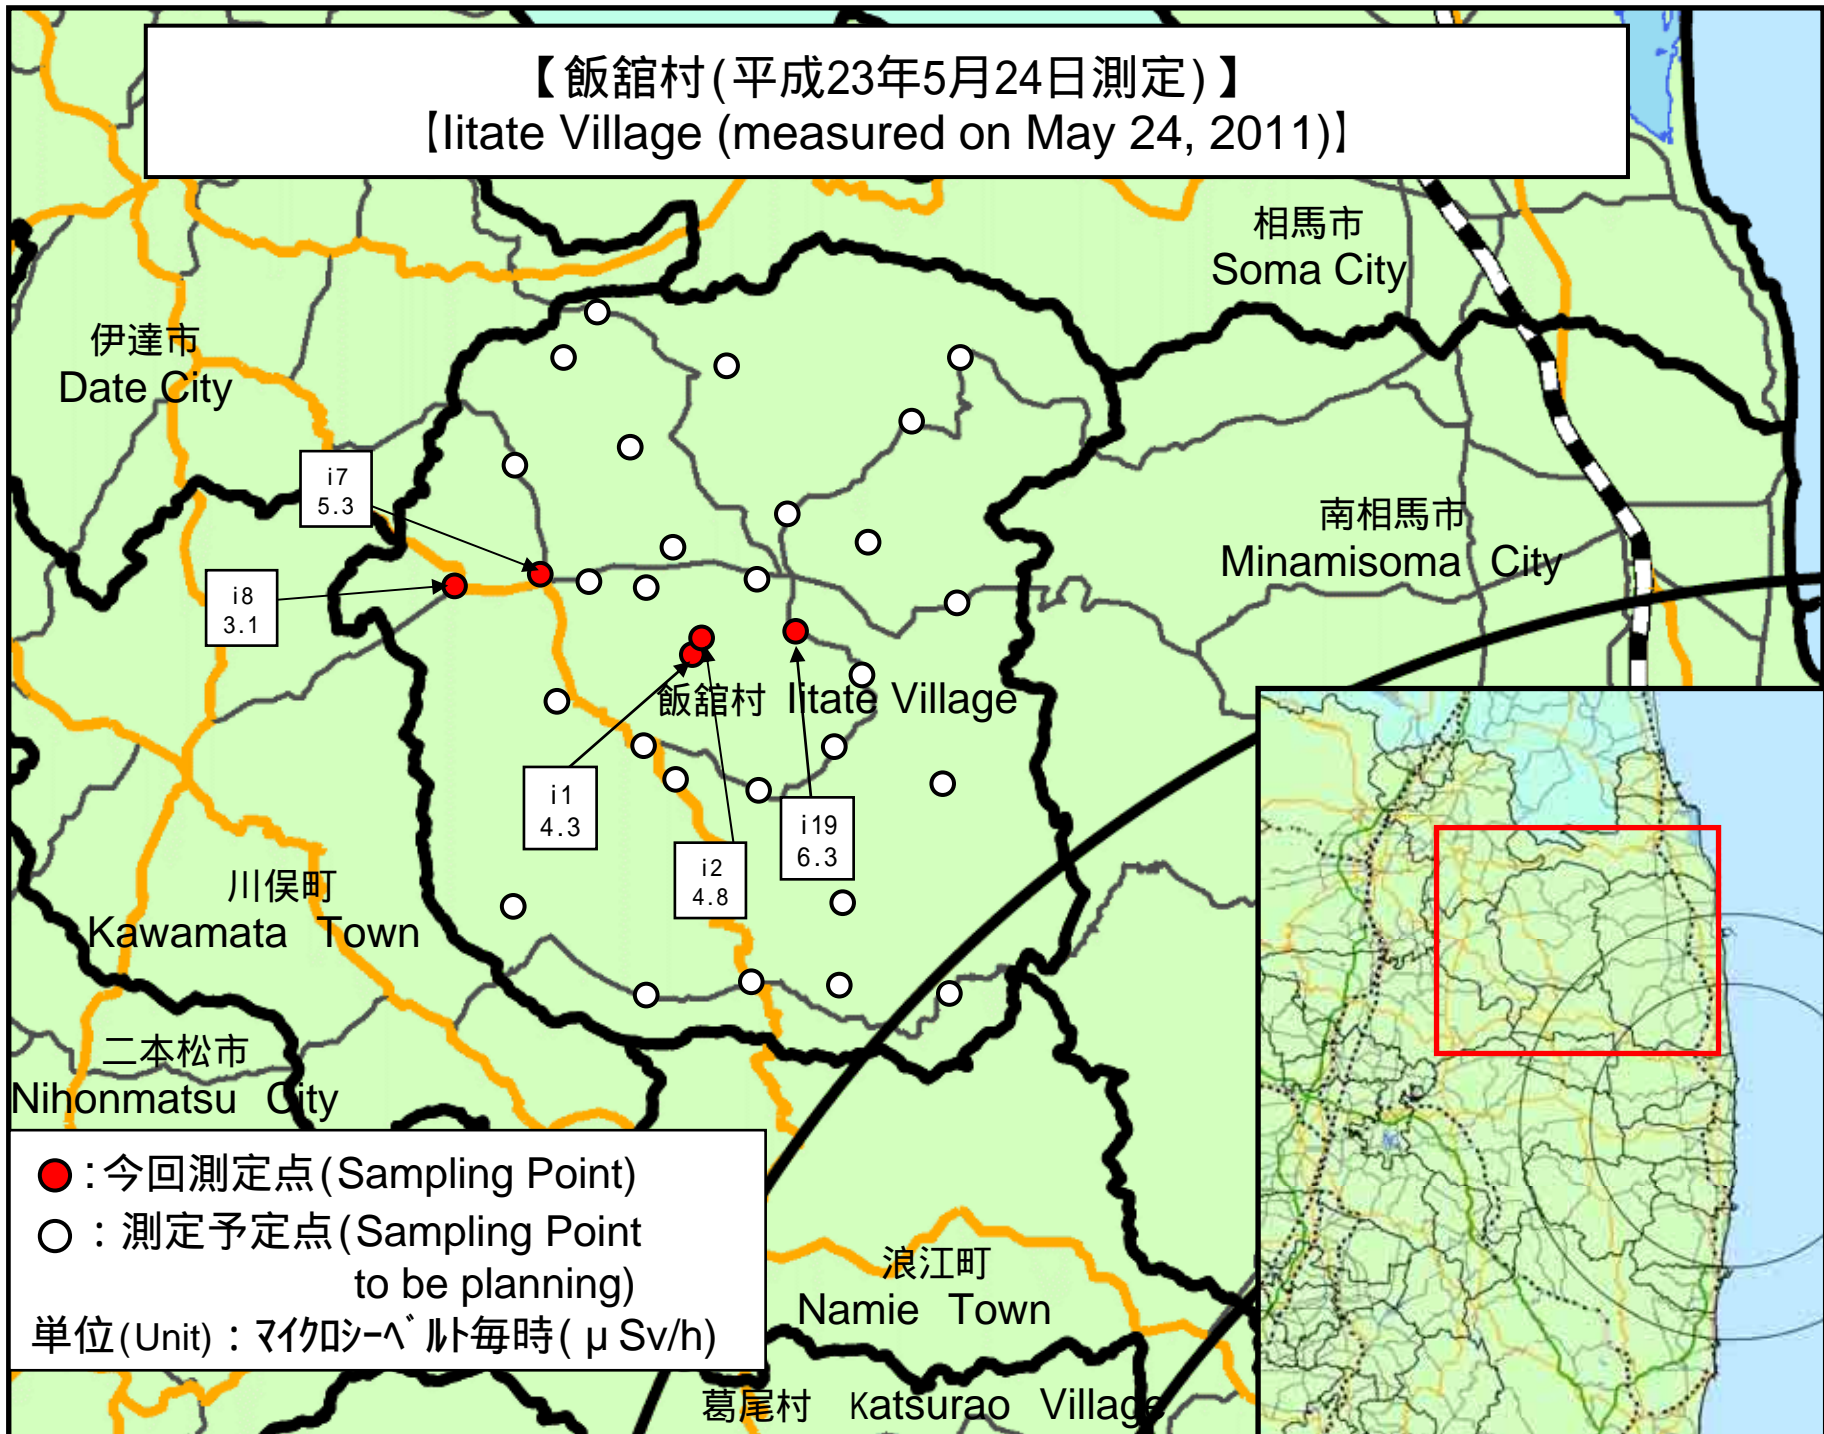 【飯舘村(平成23年5月24日測定)】
【Iitate Village (measured on May 24, 2011)】
相馬市
Soma City
伊達市
Date City
i7
5.3
南相馬市
Minamisoma City
i8
3.1
飯舘村 Iitate Village
i1
4.3
i19
6.3
i2
4.8
川俣町
Kawamata Town
二本松市
Nihonmatsu City
●:今回測定点(Sampling Point)
○:測定予定点(Sampling Point
to be planning)
単位(Unit):マイクロシーベルト毎時(μSv/h)
浪江町
Namie Town
葛尾村 Katsurao Village